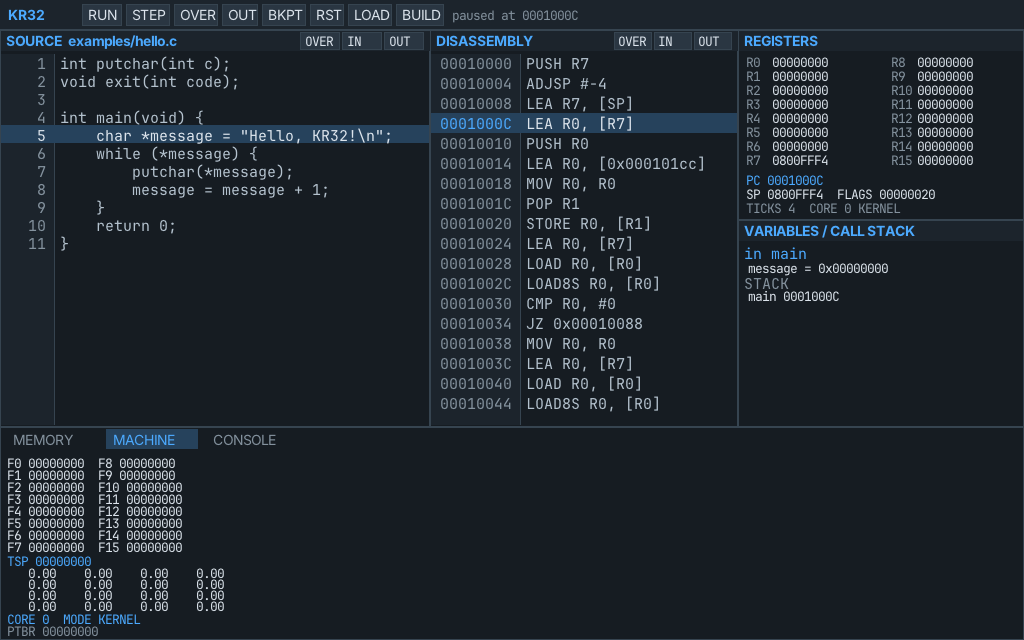 KR32 RUN STEP OVER OUT BKPT RST LOAD BUILD paused at 0001000C
SOURCE examples/hello.c OVER IN OUT
1 int putchar(int c);
2 void exit(int code);
3
4 int main(void) {
5 char *message = "Hello, KR32!\n";
6 while (*message) {
7 putchar(*message);
8 message = message + 1;
9 }
10 return 0;
11 }
DISASSEMBLY OVER IN OUT
00010000 PUSH R7
00010004 ADJSP #-4
00010008 LEA R7, [SP]
0001000C LEA R0, [R7]
00010010 PUSH R0
00010014 LEA R0, [0x000101cc]
00010018 MOV R0, R0
0001001C POP R1
00010020 STORE R0, [R1]
00010024 LEA R0, [R7]
00010028 LOAD R0, [R0]
0001002C LOAD8S R0, [R0]
00010030 CMP R0, #0
00010034 JZ 0x00010088
00010038 MOV R0, R0
0001003C LEA R0, [R7]
00010040 LOAD R0, [R0]
00010044 LOAD8S R0, [R0]
REGISTERS
R0 00000000 R8 00000000
R1 00000000 R9 00000000
R2 00000000 R10 00000000
R3 00000000 R11 00000000
R4 00000000 R12 00000000
R5 00000000 R13 00000000
R6 00000000 R14 00000000
R7 0800FFF4 R15 00000000
PC 0001000C
SP 0800FFF4 FLAGS 00000020
TICKS 4 CORE 0 KERNEL
VARIABLES / CALL STACK
in main
message = 0x00000000
STACK
main 0001000C
MEMORY MACHINE CONSOLE
F0 00000000 F8 00000000
F1 00000000 F9 00000000
F2 00000000 F10 00000000
F3 00000000 F11 00000000
F4 00000000 F12 00000000
F5 00000000 F13 00000000
F6 00000000 F14 00000000
F7 00000000 F15 00000000
TSP 00000000
0.00 0.00 0.00 0.00
0.00 0.00 0.00 0.00
0.00 0.00 0.00 0.00
0.00 0.00 0.00 0.00
CORE 0 MODE KERNEL
PTBR 00000000